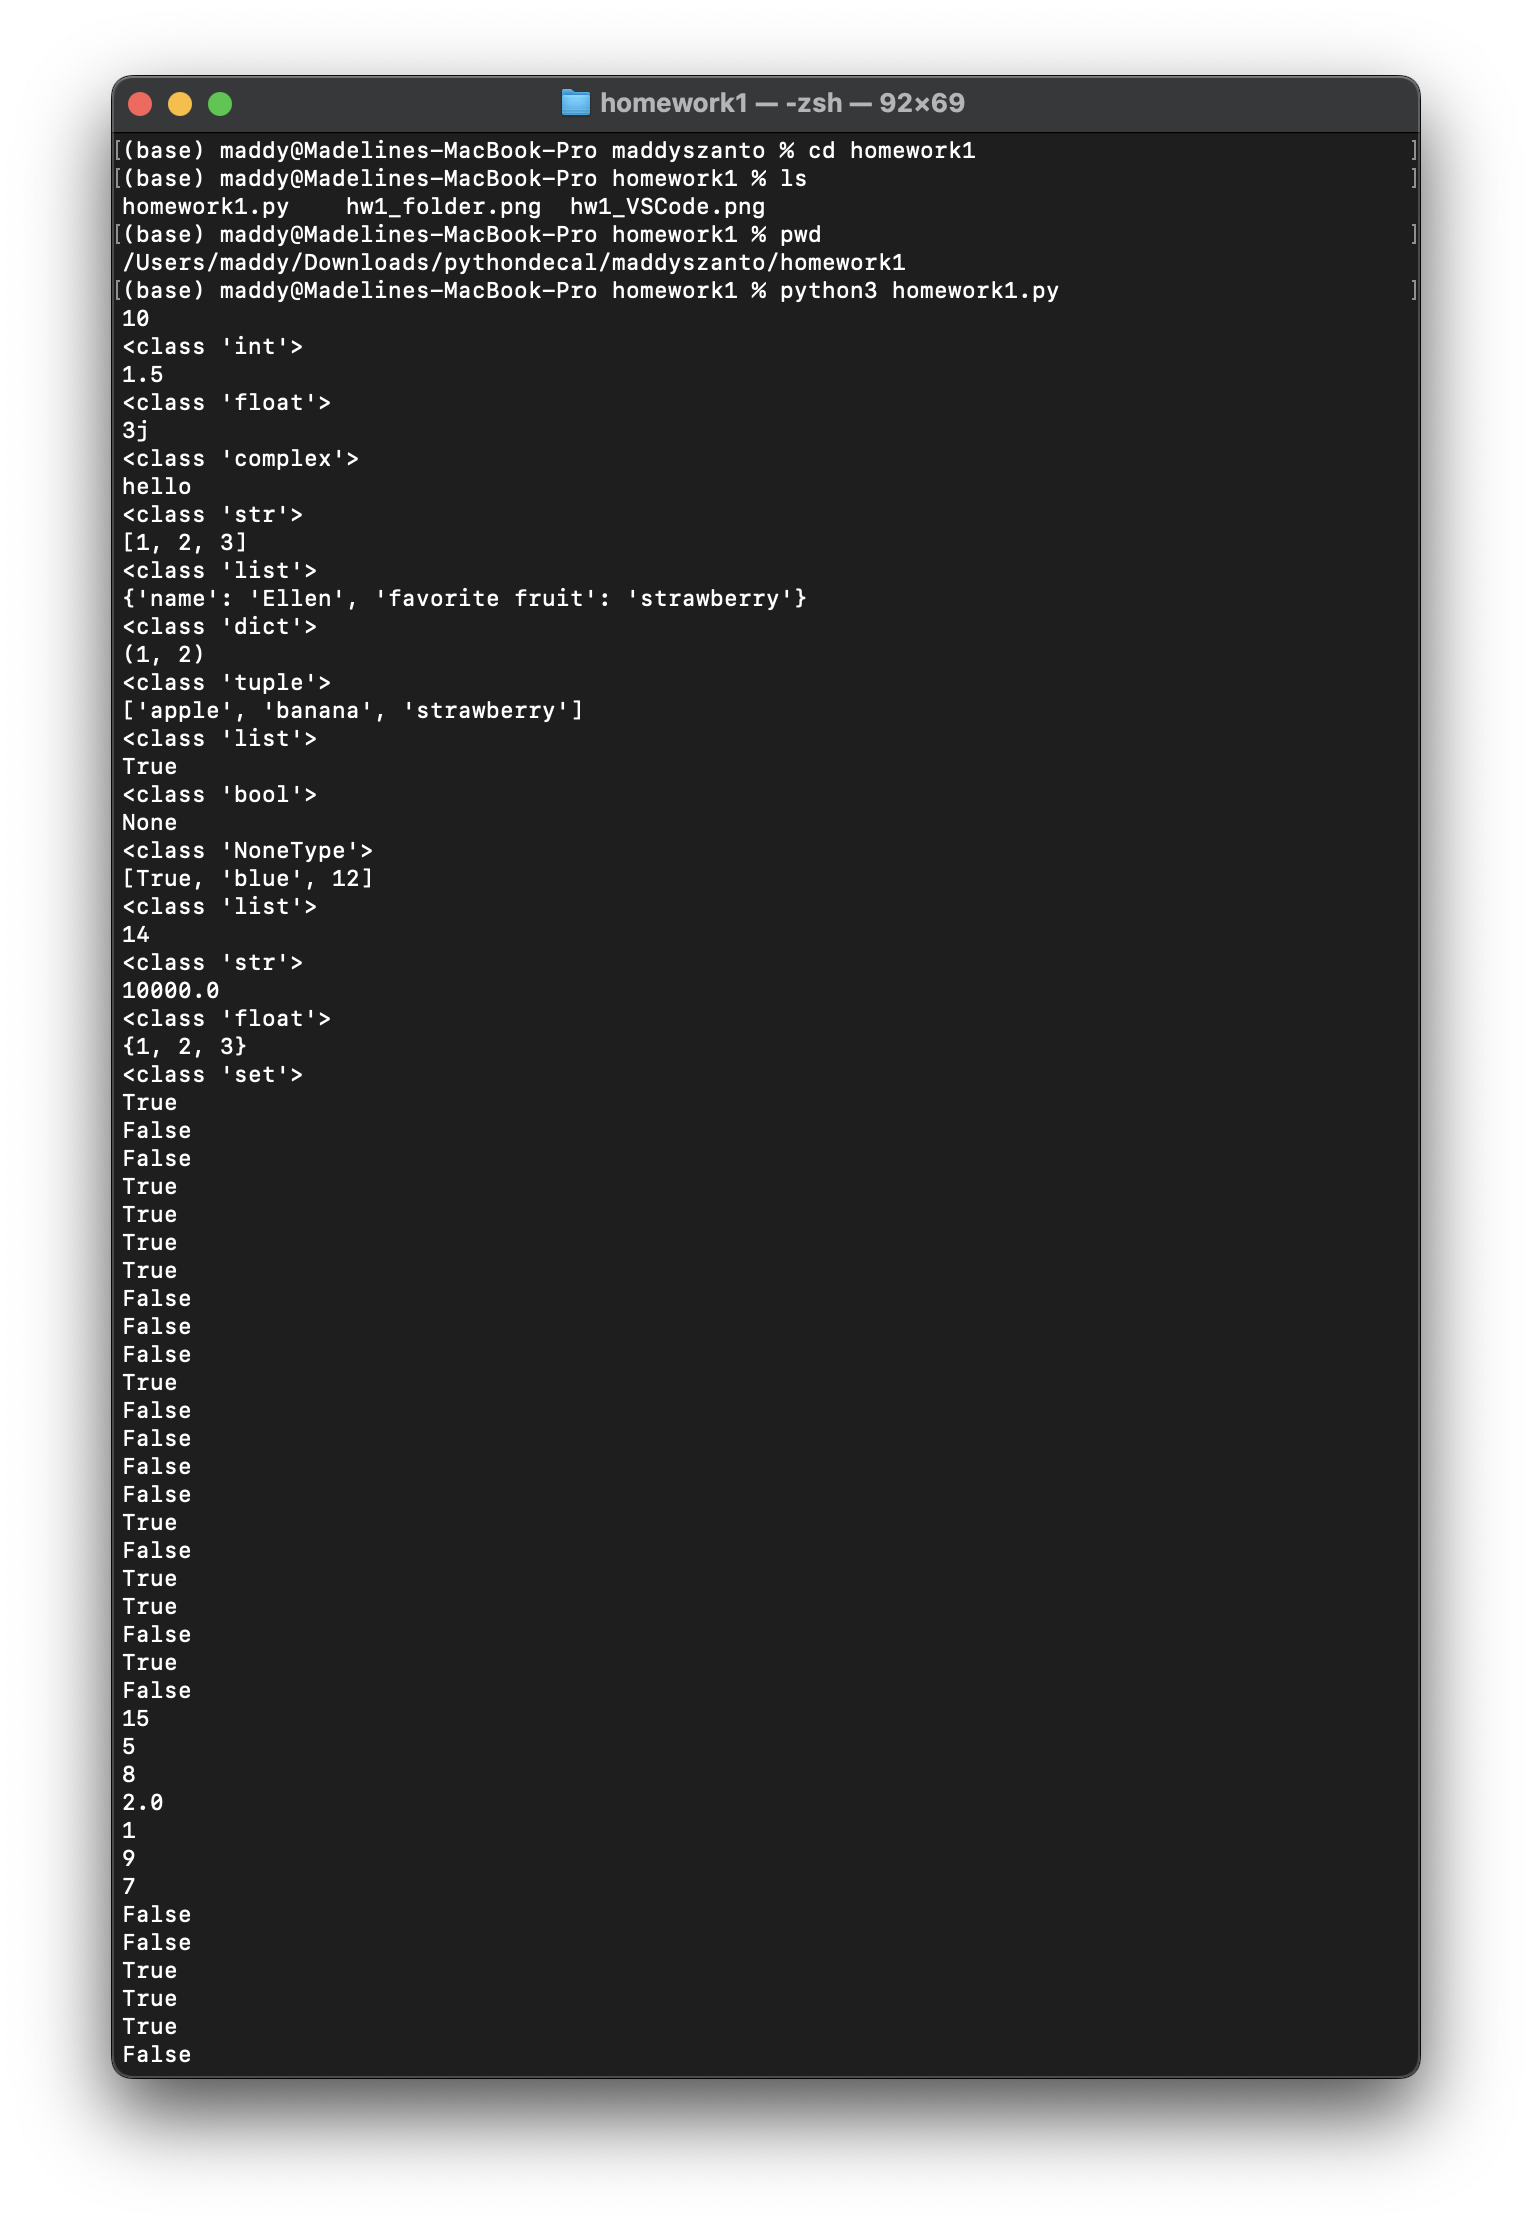 homework1 — -zsh — 92×69
[(base) maddy@Madelines-MacBook-Pro maddyszanto % cd homework1 ]
[(base) maddy@Madelines-MacBook-Pro homework1 % ls ]
homework1.py    hw1_folder.png  hw1_VSCode.png
[(base) maddy@Madelines-MacBook-Pro homework1 % pwd ]
/Users/maddy/Downloads/pythondecal/maddyszanto/homework1
[(base) maddy@Madelines-MacBook-Pro homework1 % python3 homework1.py ]
10
<class 'int'>
1.5
<class 'float'>
3j
<class 'complex'>
hello
<class 'str'>
[1, 2, 3]
<class 'list'>
{'name': 'Ellen', 'favorite fruit': 'strawberry'}
<class 'dict'>
(1, 2)
<class 'tuple'>
['apple', 'banana', 'strawberry']
<class 'list'>
True
<class 'bool'>
None
<class 'NoneType'>
[True, 'blue', 12]
<class 'list'>
14
<class 'str'>
10000.0
<class 'float'>
{1, 2, 3}
<class 'set'>
True
False
False
True
True
True
True
False
False
False
True
False
False
False
False
True
False
True
True
False
True
False
15
5
8
2.0
1
9
7
False
False
True
True
True
False